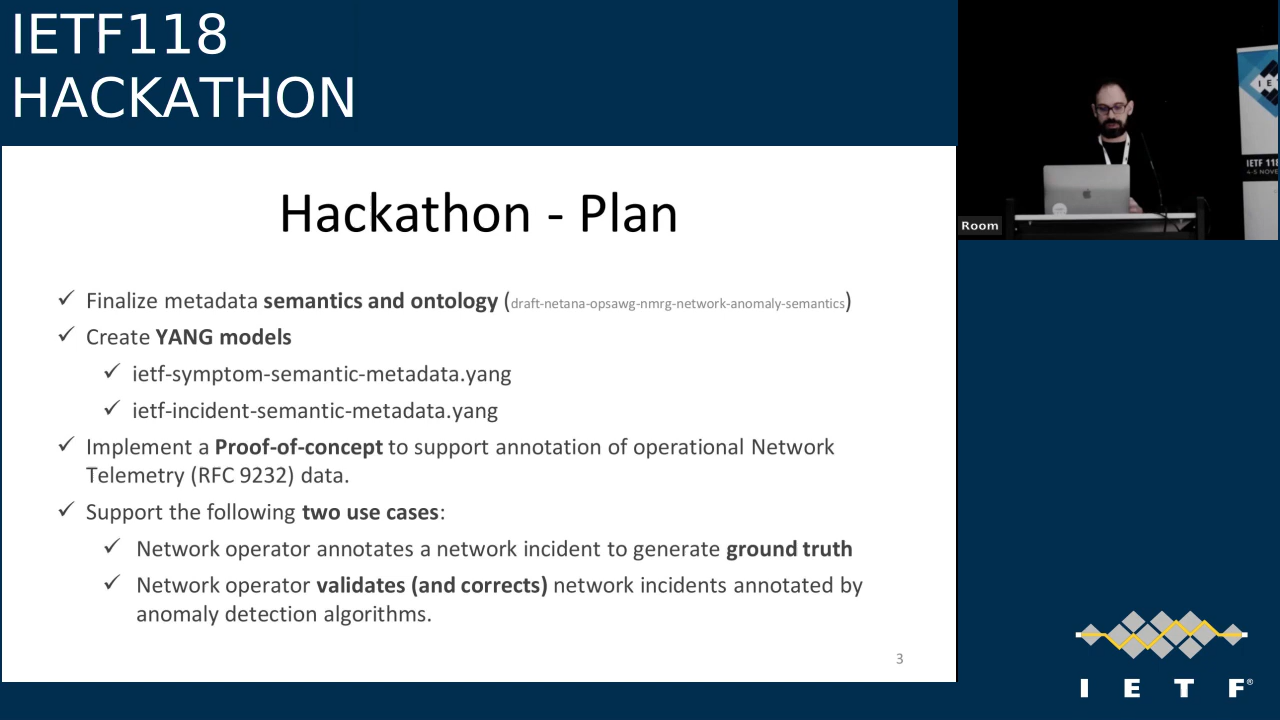 IETF118
HACKATHON
Hackathon - Plan
✓ Finalize metadata semantics and ontology (draft-netana-opsawg-nmrg-network-anomaly-semantics)
✓ Create YANG models
✓ ietf-symptom-semantic-metadata.yang
✓ ietf-incident-semantic-metadata.yang
✓ Implement a Proof-of-concept to support annotation of operational Network
Telemetry (RFC 9232) data.
✓ Support the following two use cases:
✓ Network operator annotates a network incident to generate ground truth
✓ Network operator validates (and corrects) network incidents annotated by
anomaly detection algorithms.
3
Room
IETF 118
4-5 NOVE
I E T F®